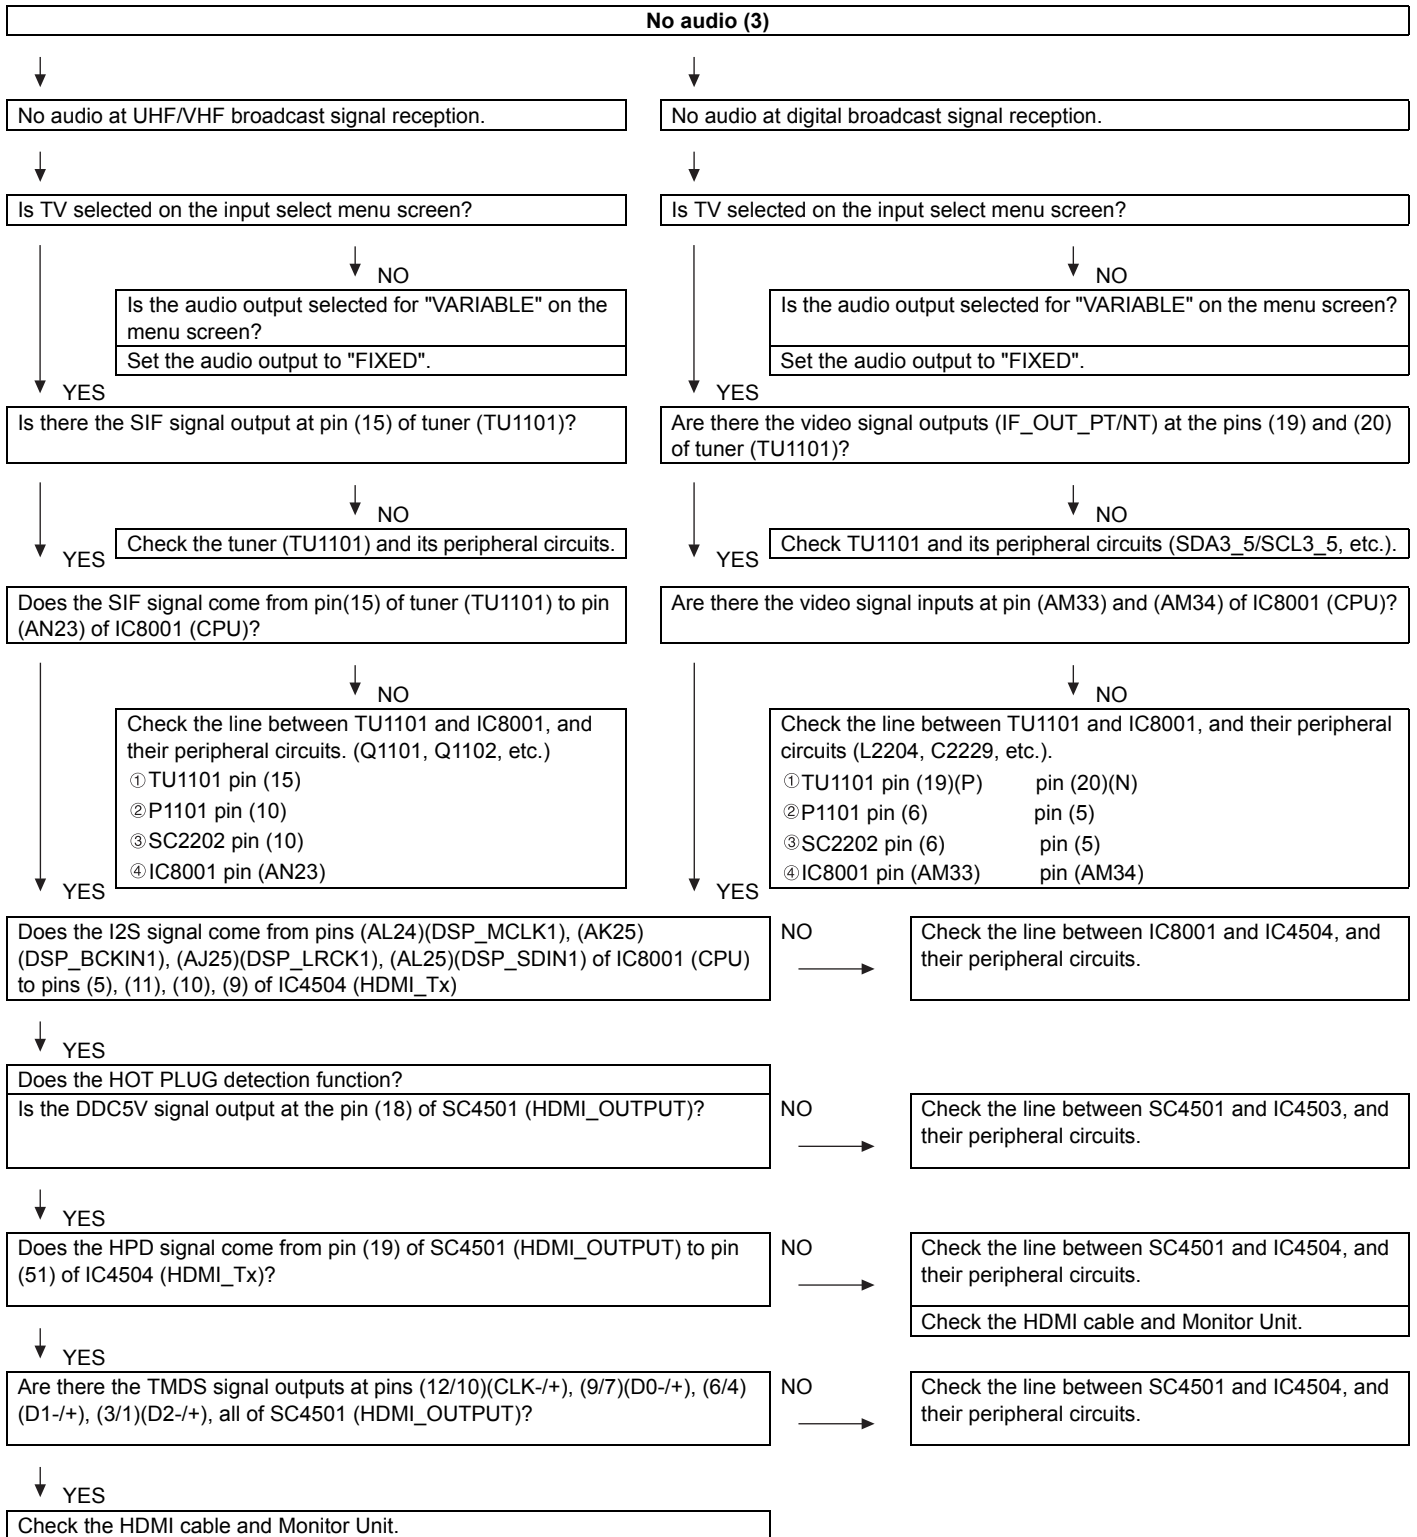 No audio (3)
No audio at UHF/VHF broadcast signal reception.
No audio at digital broadcast signal reception.
Is TV selected on the input select menu screen?
Is TV selected on the input select menu screen?
NO
NO
Is the audio output selected for "VARIABLE" on the
menu screen?
Set the audio output to "FIXED".
Is the audio output selected for "VARIABLE" on the menu screen?
Set the audio output to "FIXED".
YES
YES
Is there the SIF signal output at pin (15) of tuner (TU1101)?
Are there the video signal outputs (IF_OUT_PT/NT) at the pins (19) and (20)
of tuner (TU1101)?
NO
NO
Check the tuner (TU1101) and its peripheral circuits.
Check TU1101 and its peripheral circuits (SDA3_5/SCL3_5, etc.).
YES
YES
Does the SIF signal come from pin(15) of tuner (TU1101) to pin
(AN23) of IC8001 (CPU)?
Are there the video signal inputs at pin (AM33) and (AM34) of IC8001 (CPU)?
NO
NO
Check the line between TU1101 and IC8001, and
their peripheral circuits. (Q1101, Q1102, etc.)
①TU1101 pin (15)
②P1101 pin (10)
③SC2202 pin (10)
④IC8001 pin (AN23)
Check the line between TU1101 and IC8001, and their peripheral
circuits (L2204, C2229, etc.).
①TU1101 pin (19)(P) pin (20)(N)
②P1101 pin (6) pin (5)
③SC2202 pin (6) pin (5)
④IC8001 pin (AM33) pin (AM34)
YES
YES
Does the I2S signal come from pins (AL24)(DSP_MCLK1), (AK25)
(DSP_BCKIN1), (AJ25)(DSP_LRCK1), (AL25)(DSP_SDIN1) of IC8001 (CPU)
to pins (5), (11), (10), (9) of IC4504 (HDMI_Tx)
NO
Check the line between IC8001 and IC4504, and
their peripheral circuits.
YES
Does the HOT PLUG detection function?
Is the DDC5V signal output at the pin (18) of SC4501 (HDMI_OUTPUT)?
NO
Check the line between SC4501 and IC4503, and
their peripheral circuits.
YES
Does the HPD signal come from pin (19) of SC4501 (HDMI_OUTPUT) to pin
(51) of IC4504 (HDMI_Tx)?
NO
Check the line between SC4501 and IC4504, and
their peripheral circuits.
Check the HDMI cable and Monitor Unit.
YES
Are there the TMDS signal outputs at pins (12/10)(CLK-/+), (9/7)(D0-/+), (6/4)
(D1-/+), (3/1)(D2-/+), all of SC4501 (HDMI_OUTPUT)?
NO
Check the line between SC4501 and IC4504, and
their peripheral circuits.
YES
Check the HDMI cable and Monitor Unit.